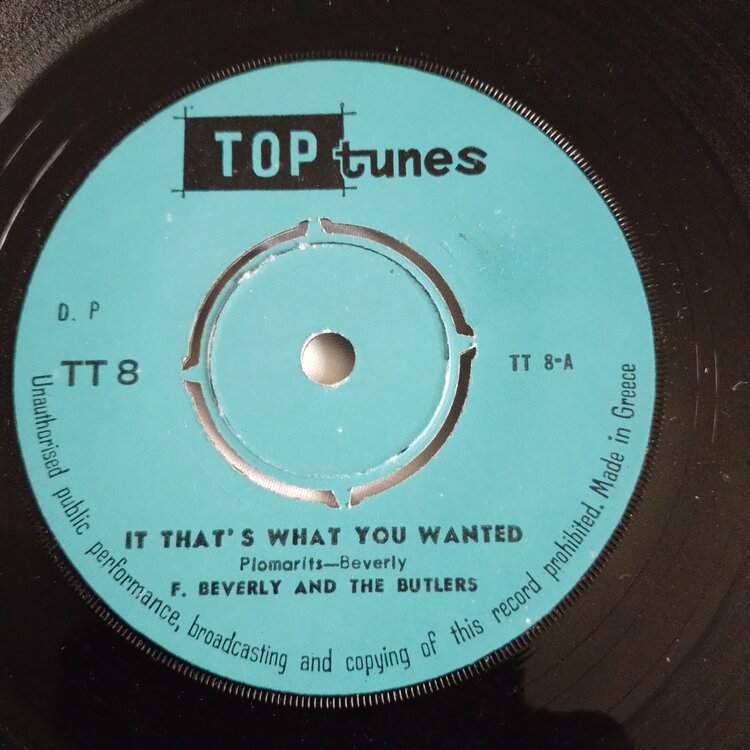 TOP tunes
D. P
TT 8
TT 8-A
IT THAT'S WHAT YOU WANTED
Plomarits—Beverly
F. BEVERLY AND THE BUTLERS
Unauthorised public performance, broadcasting and copying of this record prohibited. Made in Greece